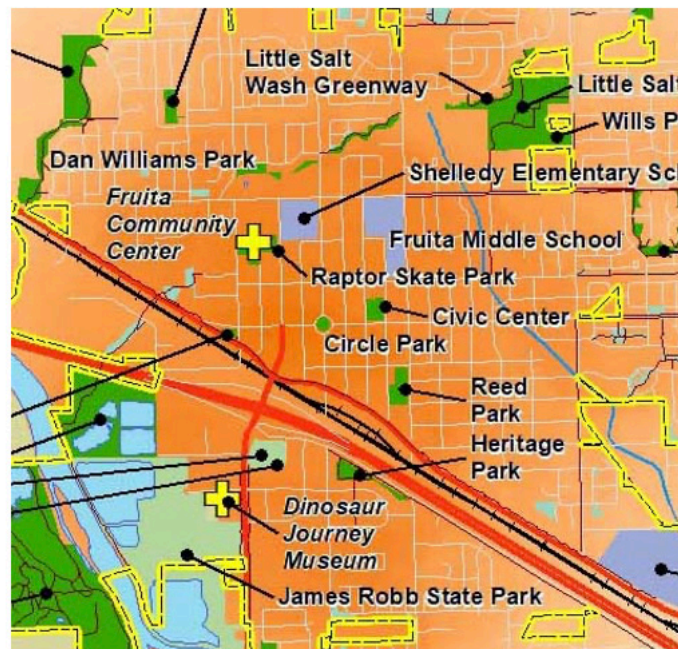 Little Salt
Wash Greenway
Little Salt
Wills P
Dan Williams Park
Shelledy Elementary Sch
Fruita
Community
Center
Fruita Middle School
Raptor Skate Park
Civic Center
Circle Park
Reed
Park
Heritage
Park
Dinosaur
Journey
Museum
James Robb State Park